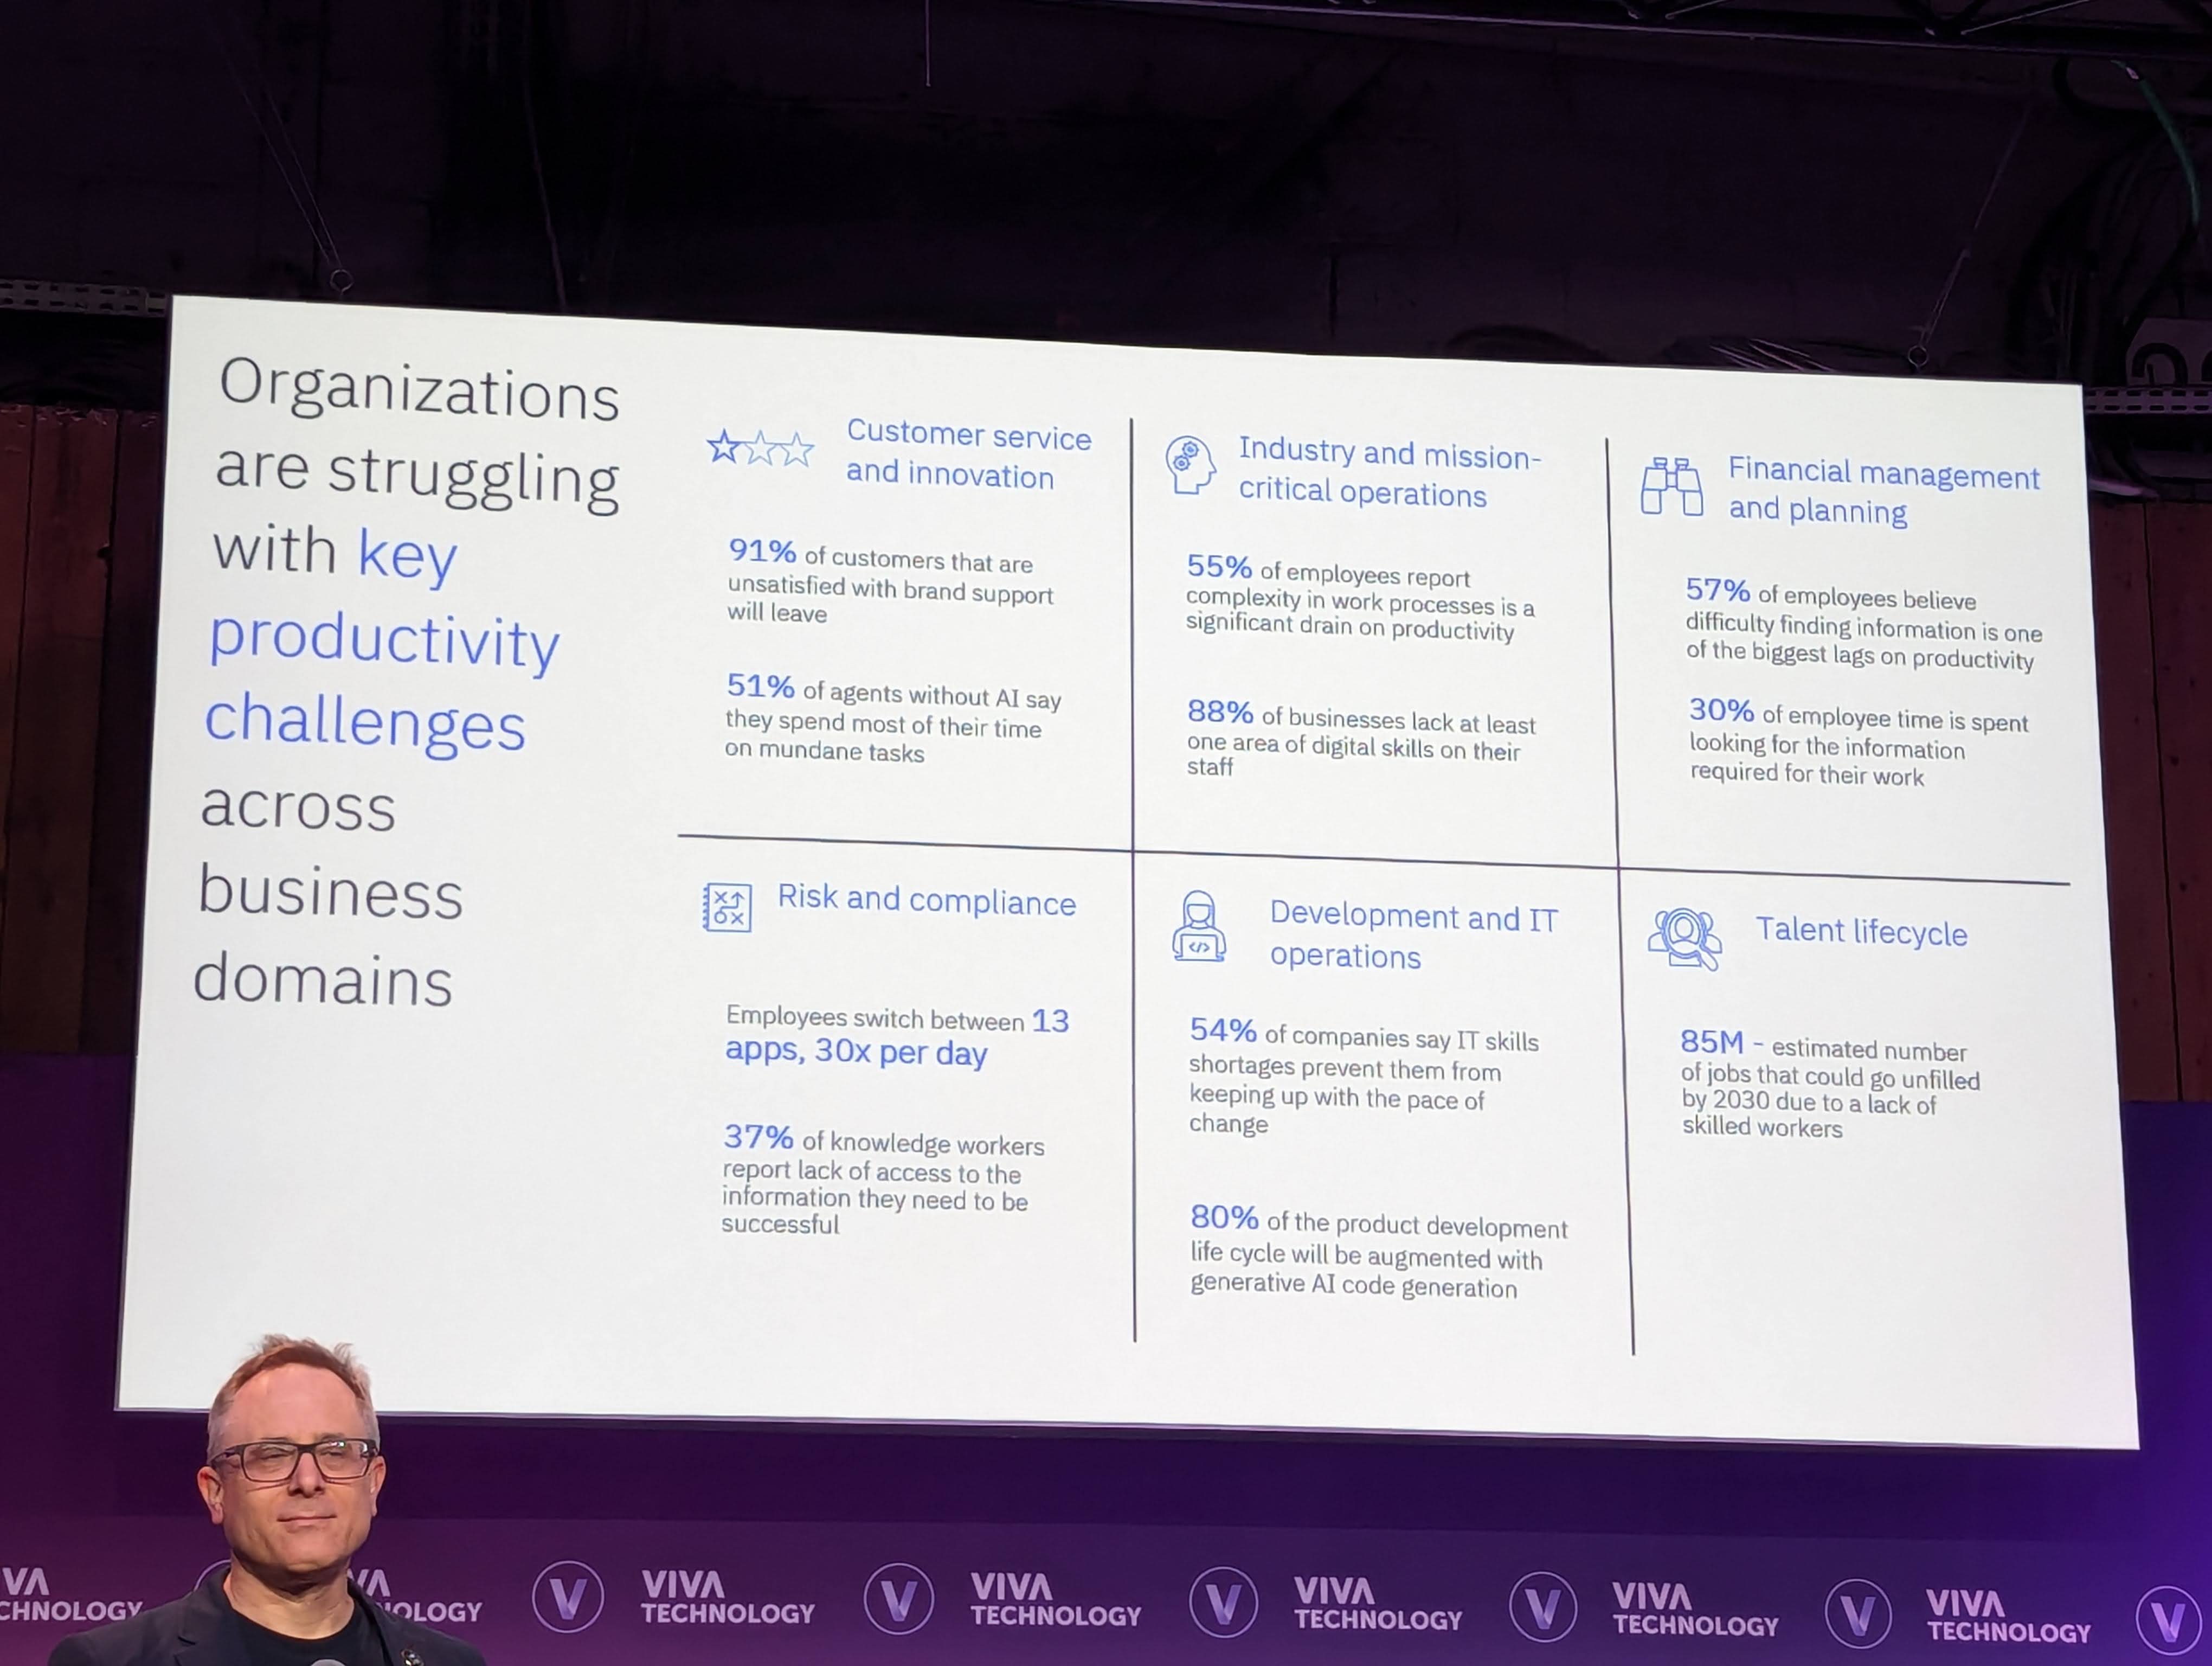 Organizations
are struggling
with key
productivity
challenges
across
business
domains
Customer service
and innovation
91% of customers that are
unsatisfied with brand support
will leave
51% of agents without AI say
they spend most of their time
on mundane tasks
Industry and mission-
critical operations
55% of employees report
complexity in work processes is a
significant drain on productivity
88% of businesses lack at least
one area of digital skills on their
staff
Financial management
and planning
57% of employees believe
difficulty finding information is one
of the biggest lags on productivity
30% of employee time is spent
looking for the information
required for their work
Risk and compliance
Employees switch between 13
apps, 30x per day
37% of knowledge workers
report lack of access to the
information they need to be
successful
Development and IT
operations
54% of companies say IT skills
shortages prevent them from
keeping up with the pace of
change
80% of the product development
life cycle will be augmented with
generative AI code generation
Talent lifecycle
85M - estimated number
of jobs that could go unfilled
by 2030 due to a lack of
skilled workers
VA
CHNOLOGY
VA
OLOGY
V
VIVA
TECHNOLOGY
V
VIVA
TECHNOLOGY
V
VIVA
TECHNOLOGY
V
VIVA
TECHNOLOGY
V
VIVA
TECHNOLOGY
V